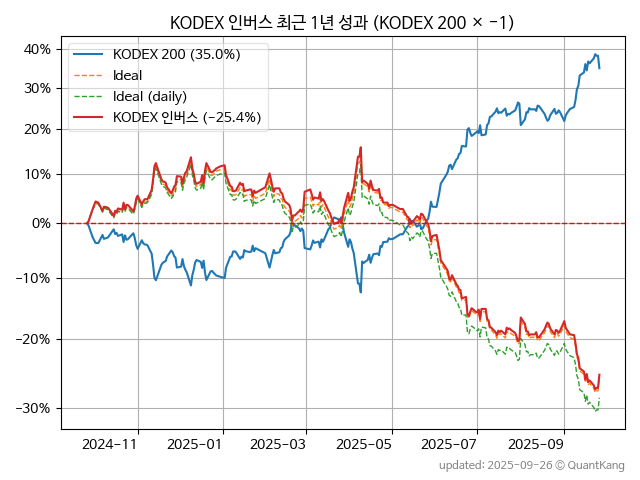 KODEX 인버스 최근 1년 성과 (KODEX 200 × −1)
KODEX 200 (35.0%)
Ideal
Ideal (daily)
KODEX 인버스 (−25.4%)
40%
30%
20%
10%
0%
−10%
−20%
−30%
2024-11
2025-01
2025-03
2025-05
2025-07
2025-09
updated: 2025-09-26 © QuantKang